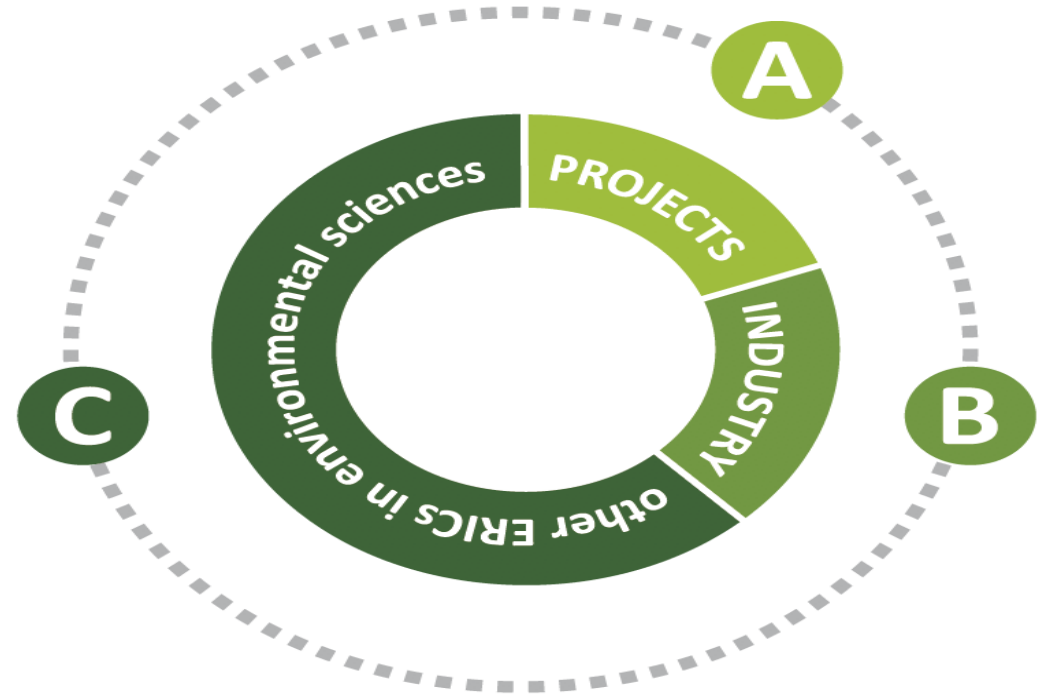 A
PROJECTS
INDUSTRY
B
other ERICs in environmental sciences
C